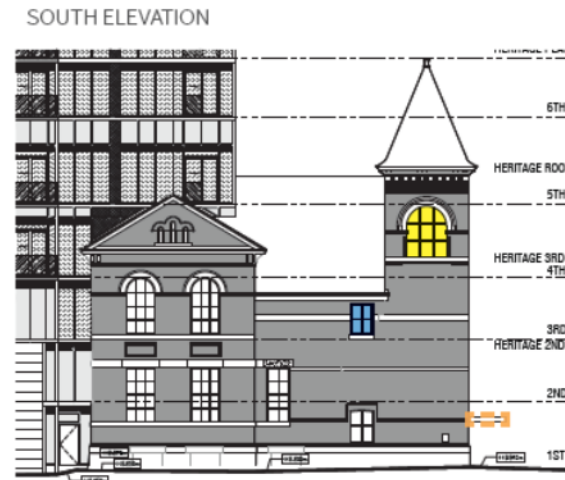 SOUTH ELEVATION
6TH
HERITAGE ROO
5TH
HERITAGE 3RD
4TH
3RD
HERITAGE 2ND
2ND
1ST